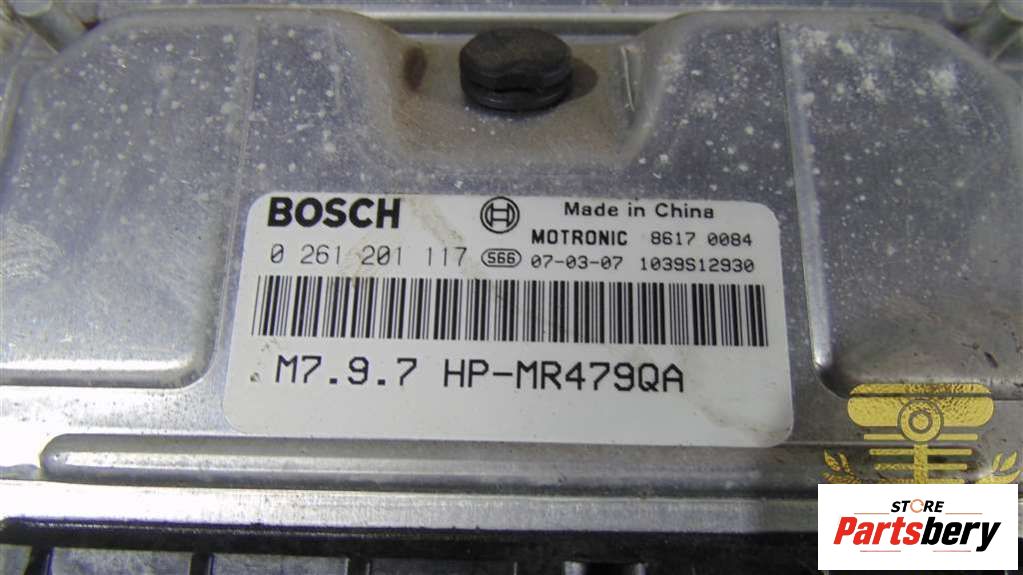 BOSCH
Made in China
MOTRONIC 8617 0084
0 261 201 117 S66 07-03-07 1039S12930
M7.9.7 HP-MR479QA
STORE
Partsbery